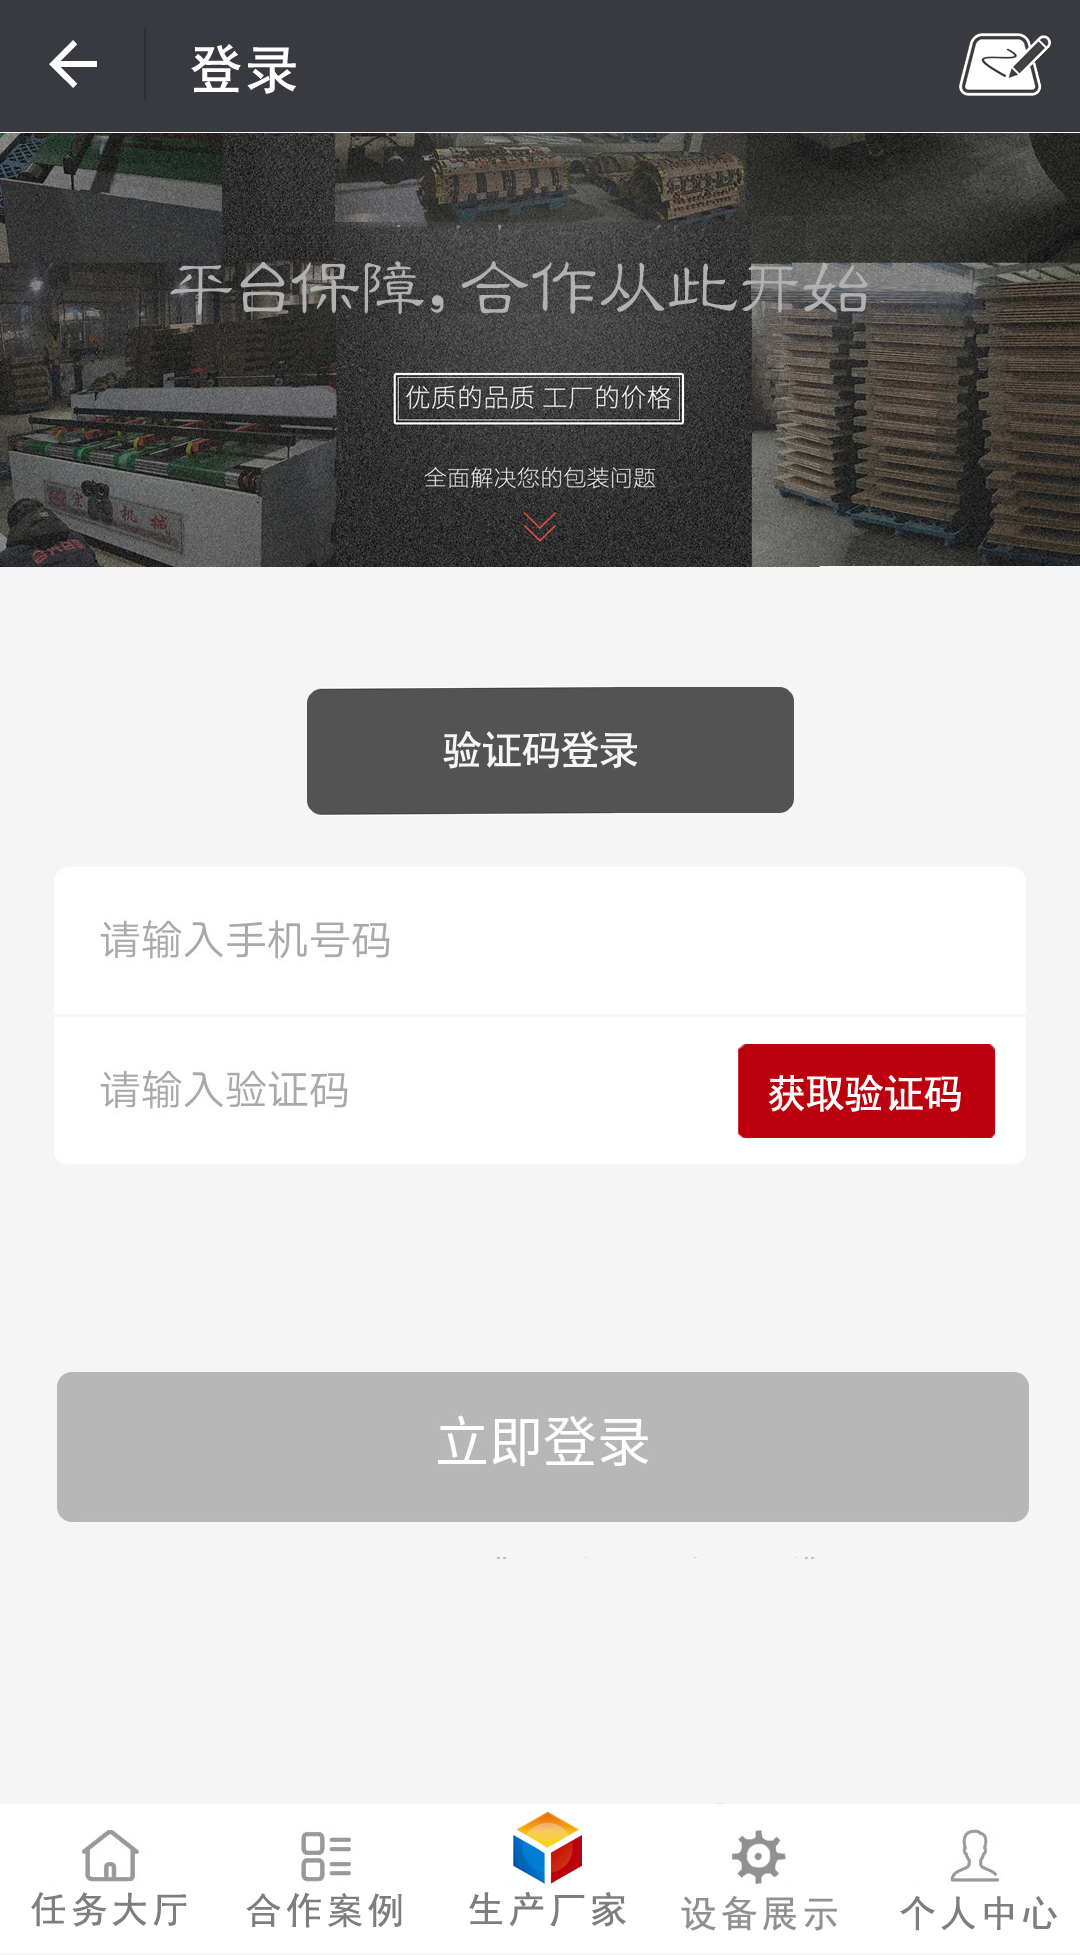 登录
平台保障,合作从此开始
优质的品质 工厂的价格
全面解决您的包装问题
机械
验证码登录
请输入手机号码
请输入验证码
获取验证码
立即登录
任务大厅
合作案例
生产厂家
设备展示
个人中心